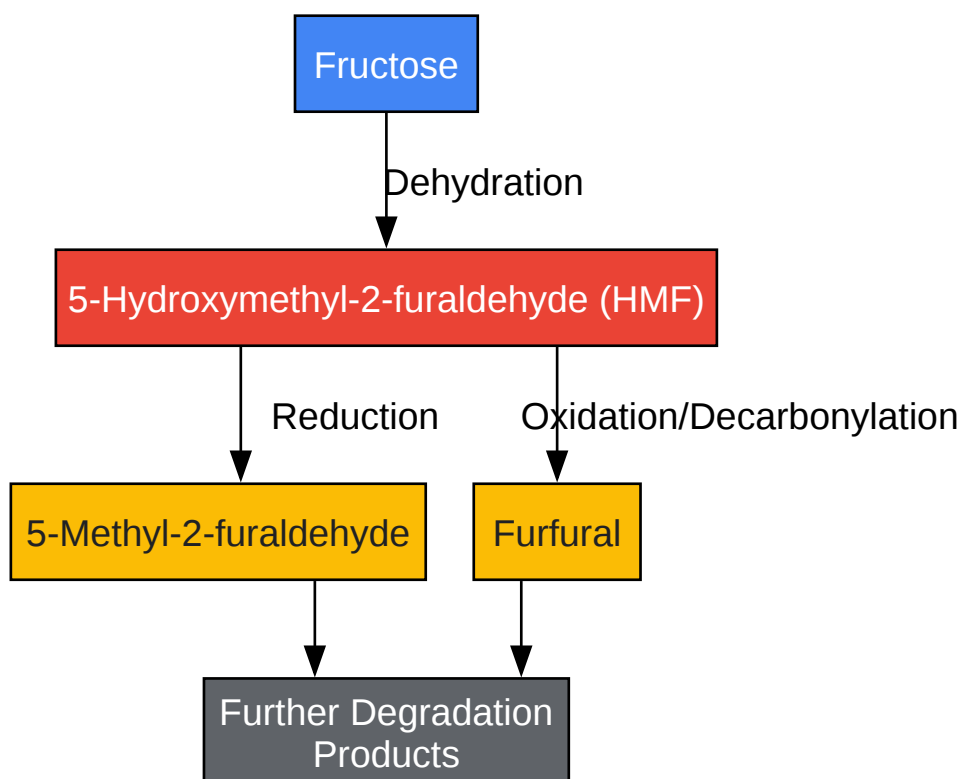 Fructose
Dehydration
5-Hydroxymethyl-2-furaldehyde (HMF)
Reduction
Oxidation/Decarbonylation
5-Methyl-2-furaldehyde
Furfural
Further Degradation
Products